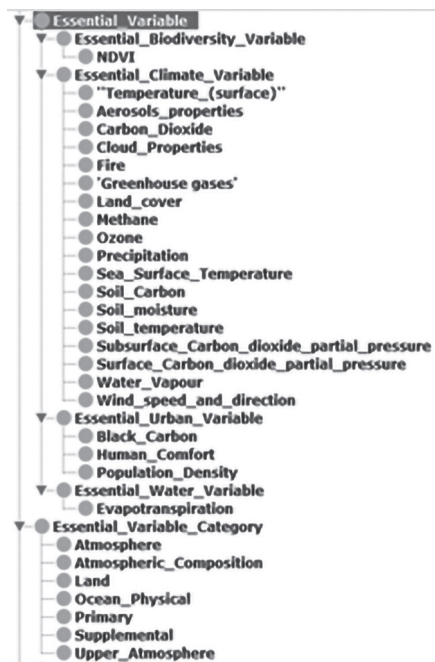 Essential_Variable
Essential_Biodiversity_Variable
NDVI
Essential_Climate_Variable
"Temperature_(surface)"
Aerosols_properties
Carbon_Dioxide
Cloud_Properties
Fire
'Greenhouse gases'
Land_cover
Methane
Ozone
Precipitation
Sea_Surface_Temperature
Soil_Carbon
Soil_moisture
Soil_temperature
Subsurface_Carbon_dioxide_partial_pressure
Surface_Carbon_dioxide_partial_pressure
Water_Vapour
Wind_speed_and_direction
Essential_Urban_Variable
Black_Carbon
Human_Comfort
Population_Density
Essential_Water_Variable
Evapotranspiration
Essential_Variable_Category
Atmosphere
Atmospheric_Composition
Land
Ocean_Physical
Primary
Supplemental
Upper_Atmosphere